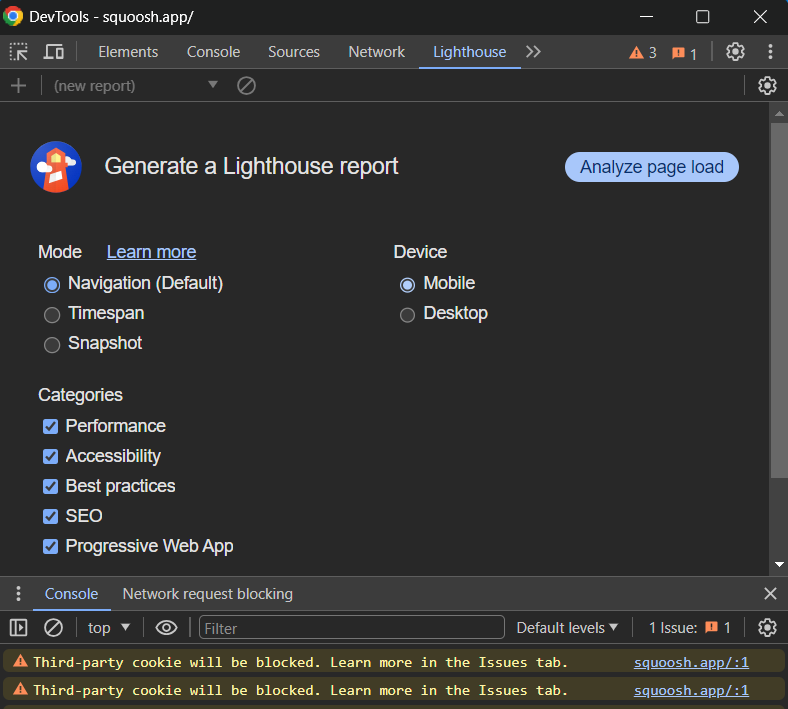 DevTools - squoosh.app/
Elements Console Sources Network Lighthouse 3 1
(new report)
Generate a Lighthouse report Analyze page load
Mode Learn more Device
Navigation (Default) Mobile
Timespan Desktop
Snapshot
Categories
Performance
Accessibility
Best practices
SEO
Progressive Web App
Console Network request blocking
top Filter Default levels 1 Issue: 1
Third-party cookie will be blocked. Learn more in the Issues tab. squoosh.app/:1
Third-party cookie will be blocked. Learn more in the Issues tab. squoosh.app/:1